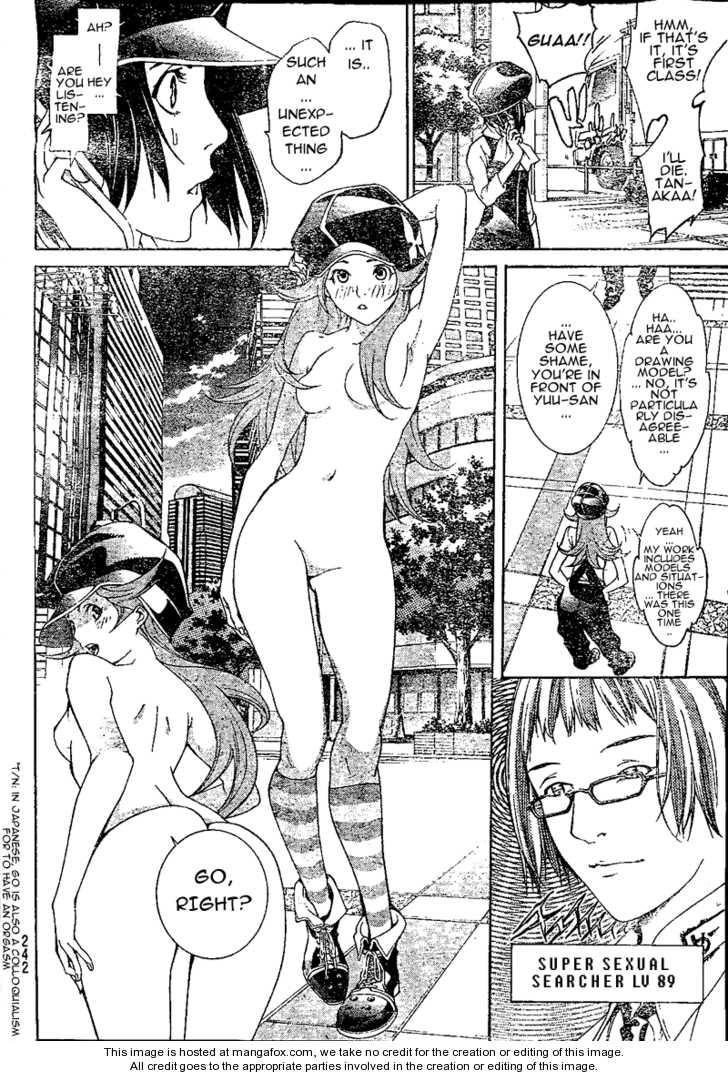 HMM,
IF THAT'S
IT, IT'S
FIRST
CLASS!
I'LL
DIE,
TAN-
AKAA!
GUAA!!
... IT
IS..
SUCH
AN
...
UNEXP-
ECTED
THING
...
AH?
—
HEY
...
ARE
YOU
LIS-
TEN-
ING?
HA..
HAA...
ARE YOU
A
DRAWING
MODEL?
... NO, IT'S
NOT
PARTICULA
RLY DIS-
AGREE-
ABLE
...
...
HAVE
SOME
SHAME,
YOU'RE IN
FRONT OF
YUU-SAN
...
YEAH
...
MY WORK
INCLUDES
MODELS
AND SITUAT-
IONS
... THERE
WAS THIS
ONE
TIME
..
GO,
RIGHT?
SUPER SEXUAL
SEARCHER LV 89
*T/N: IN JAPANESE, GO IS ALSO A COLLOQUIALISM
FOR TO HAVE AN ORGASM
242
This image is hosted at mangafox.com, we take no credit for the creation or editing of this image.
All credit goes to the appropriate parties involved in the creation or editing of this image.